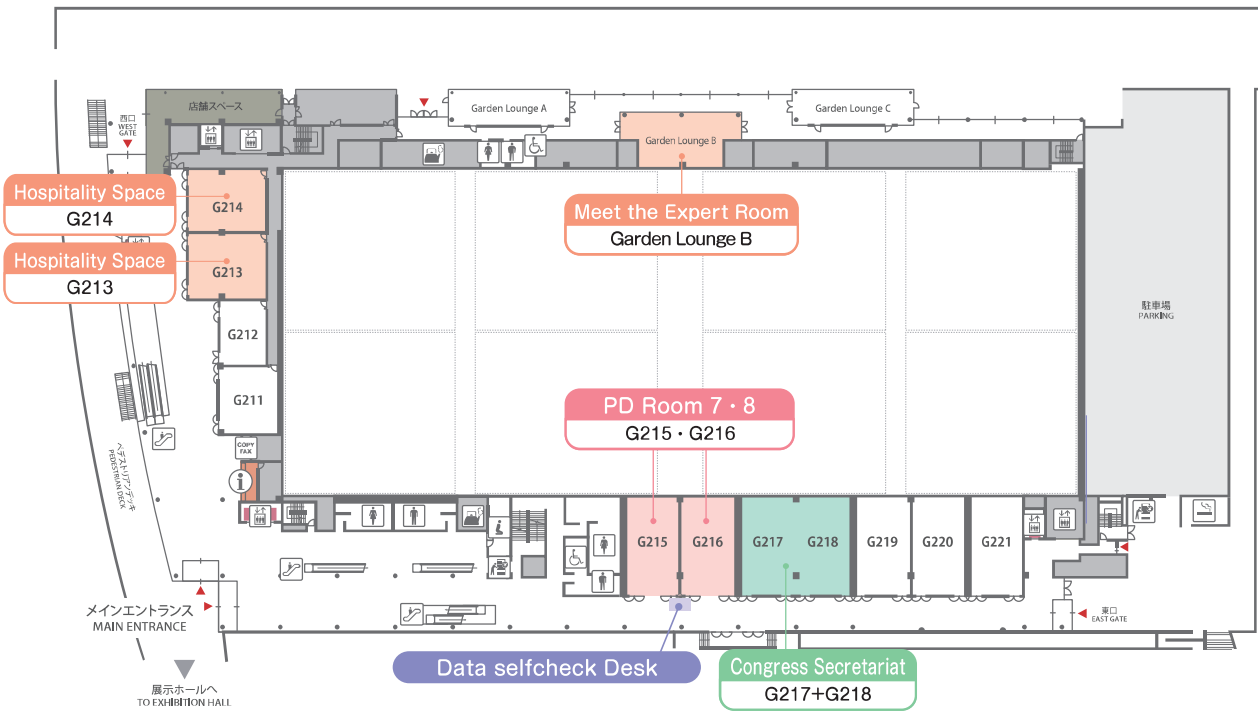 店舗スペース
Garden Lounge A
Garden Lounge C
西口
WEST
GATE
Garden Lounge B
Hospitality Space
G214
G214
Meet the Expert Room
Garden Lounge B
Hospitality Space
G213
G213
駐車場
PARKING
G212
G211
PD Room 7・8
G215・G216
COPY
FAX
i
ペデストリアンデッキ
PEDESTRIAN DECK
G215
G216
G217
G218
G219
G220
G221
メインエントランス
MAIN ENTRANCE
東口
EAST GATE
Data selfcheck Desk
Congress Secretariat
G217+G218
展示ホールへ
TO EXHIBITION HALL